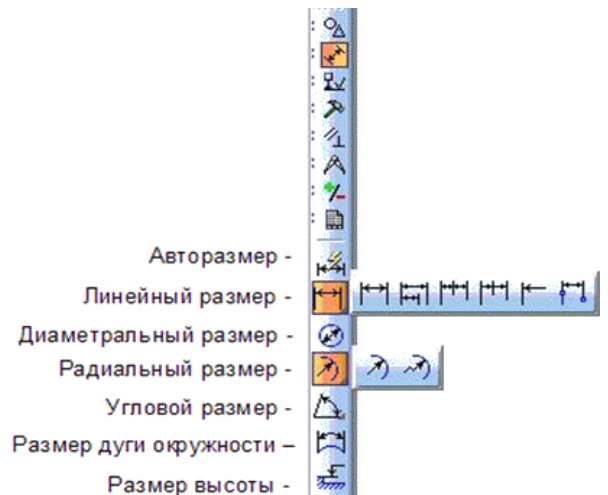 Авторазмер -
Линейный размер -
Диаметральный размер -
Радиальный размер -
Угловой размер -
Размер дуги окружности –
Размер высоты -